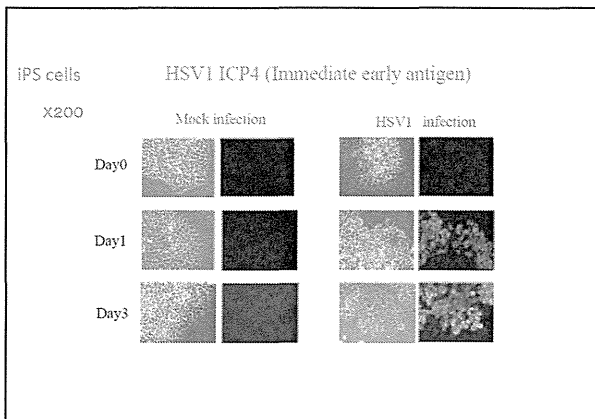 iPS cells
HSV1 ICP4 (Immediate early antigen)
X200
Mock infection
HSV1 infection
Day0
Day1
Day3